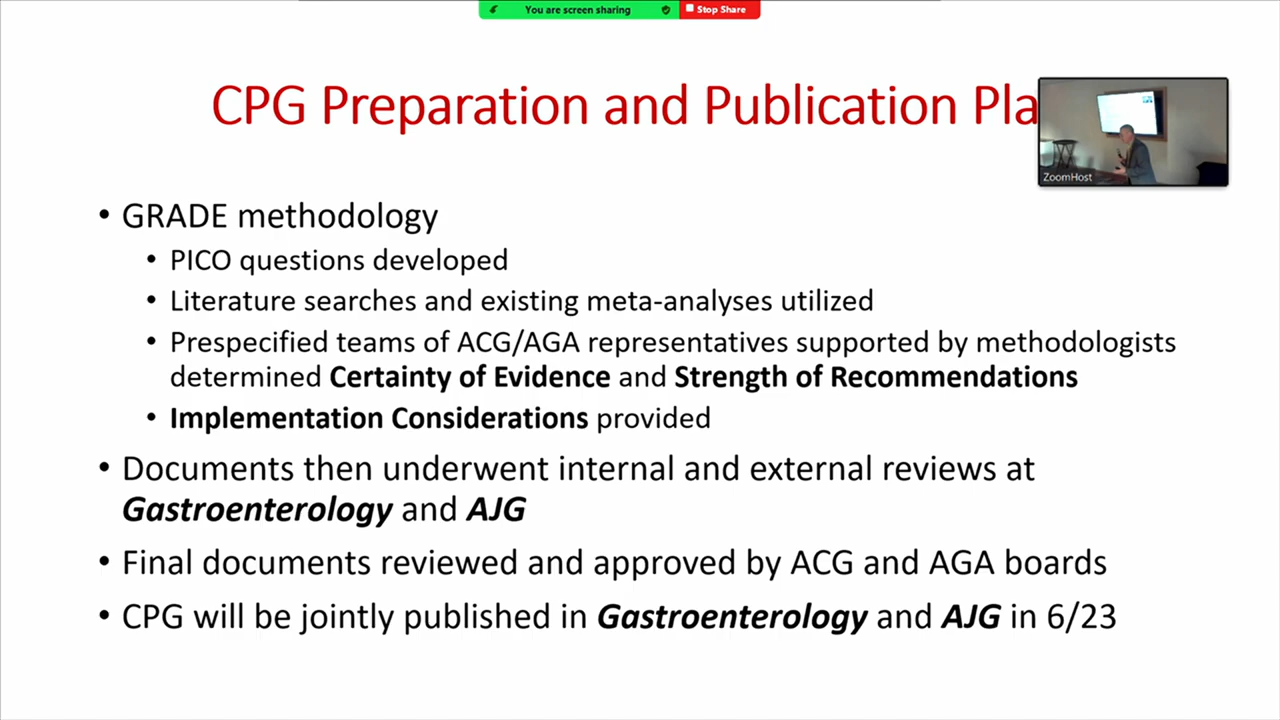 You are screen sharing
Stop Share
CPG Preparation and Publication Pla
ZoomHost
• GRADE methodology
• PICO questions developed
• Literature searches and existing meta-analyses utilized
• Prespecified teams of ACG/AGA representatives supported by methodologists
determined Certainty of Evidence and Strength of Recommendations
• Implementation Considerations provided
• Documents then underwent internal and external reviews at
Gastroenterology and AJG
• Final documents reviewed and approved by ACG and AGA boards
• CPG will be jointly published in Gastroenterology and AJG in 6/23